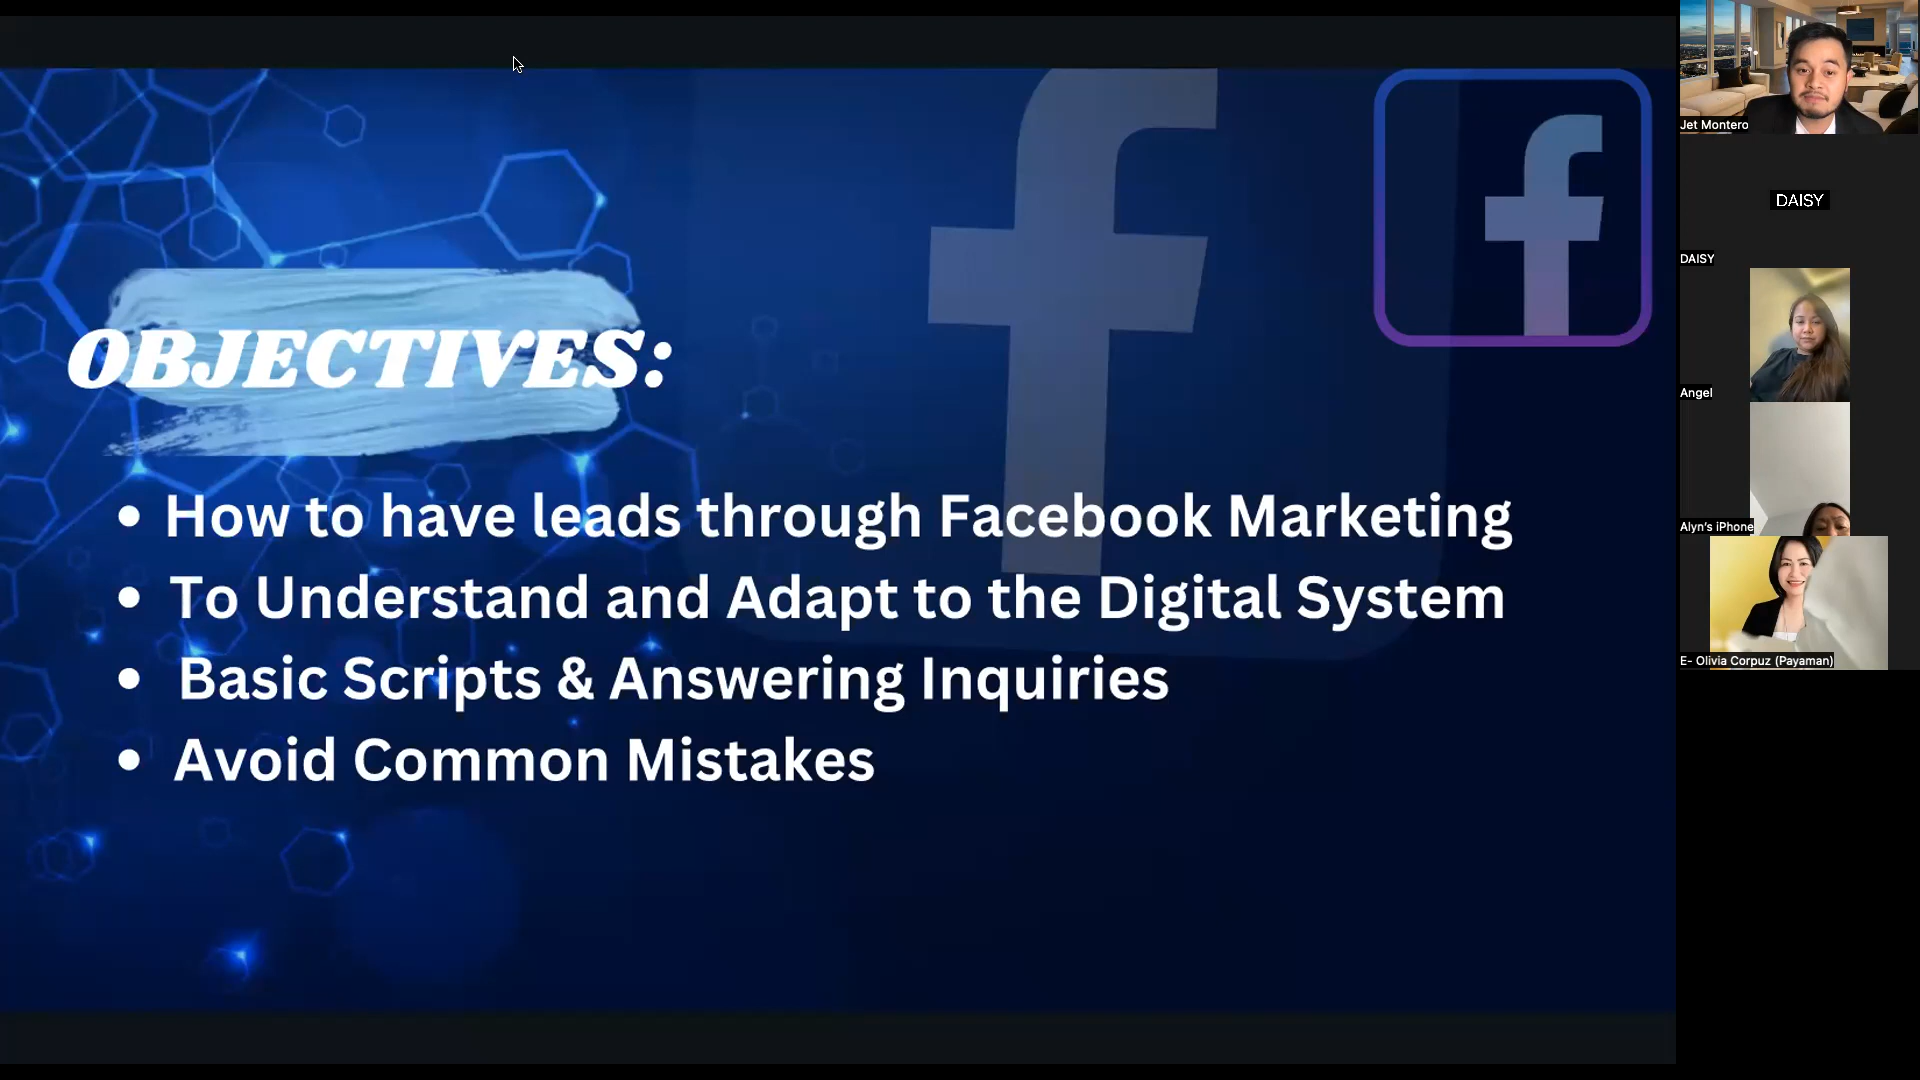 OBJECTIVES:
• How to have leads through Facebook Marketing
• To Understand and Adapt to the Digital System
• Basic Scripts & Answering Inquiries
• Avoid Common Mistakes
Jet Montero
DAISY
DAISY
Angel
Alyn's iPhone
E- Olivia Corpuz (Payaman)